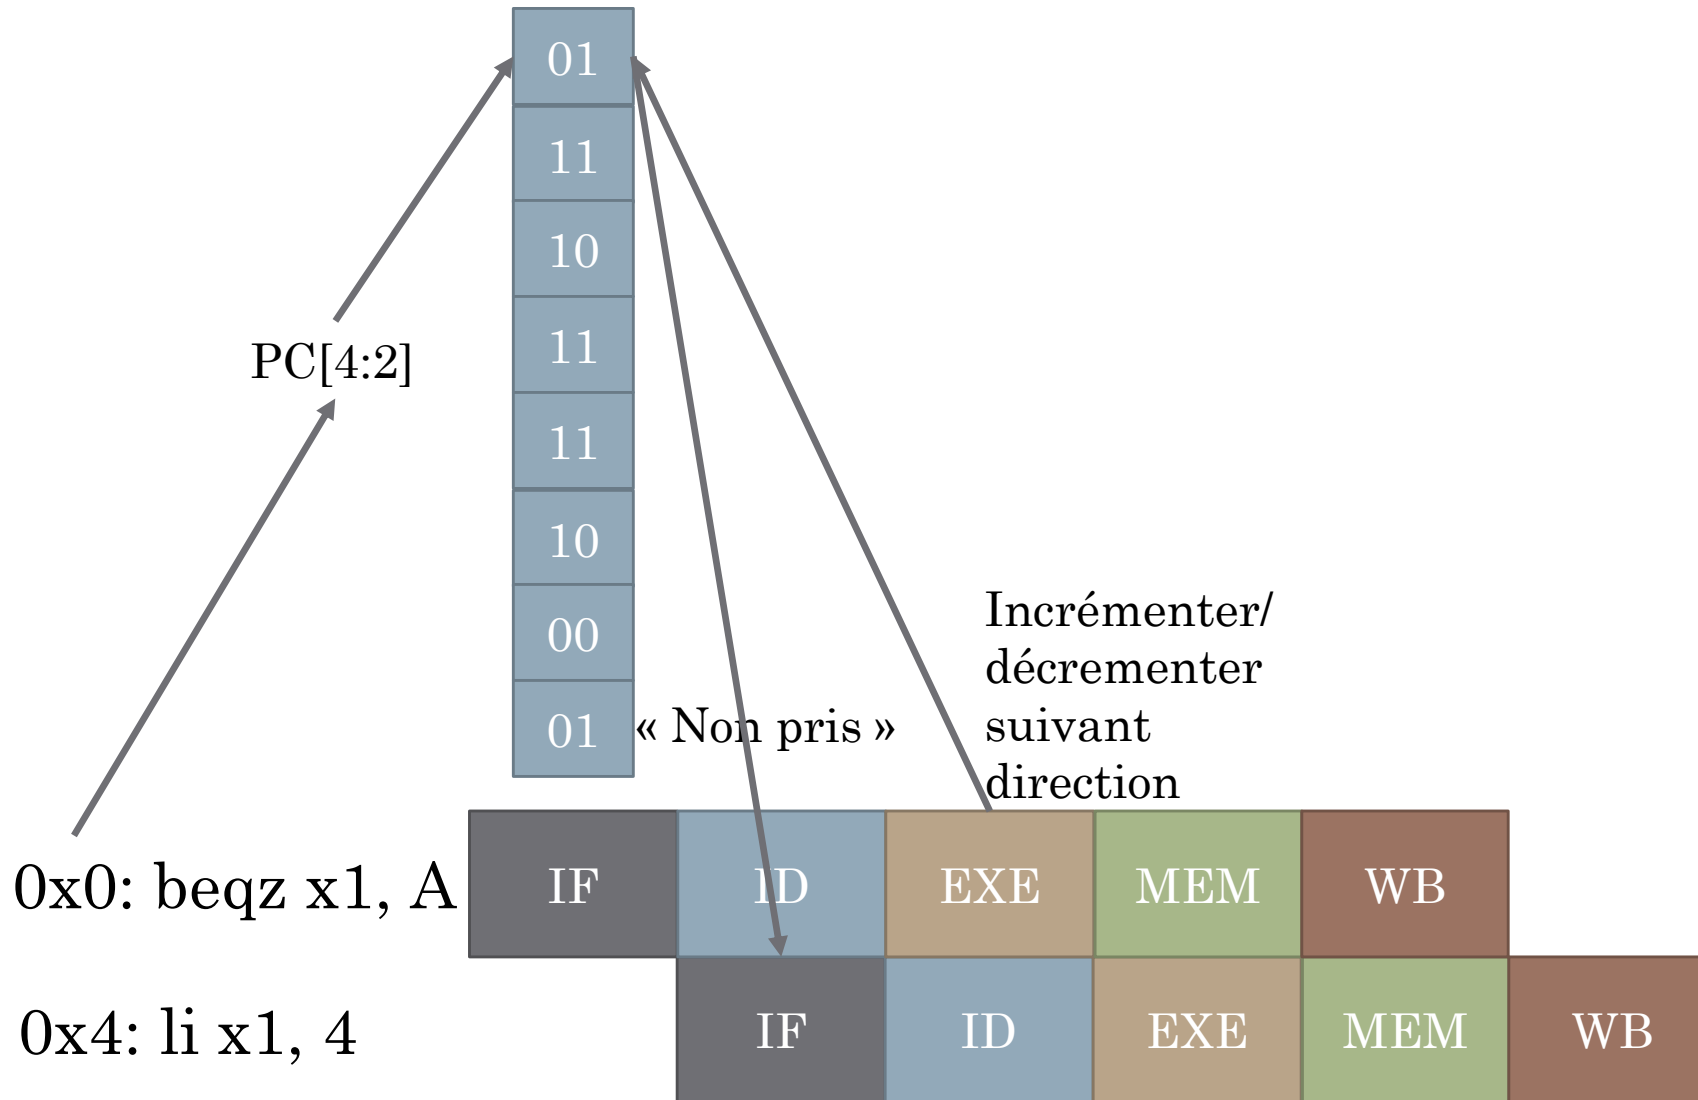 01
11
10
11
PC[4:2]
11
10
00
01
« Non pris »
Incrémenter/
décrementer
suivant
direction
0x0: beqz x1, A
IF ID EXE MEM WB
0x4: li x1, 4
IF ID EXE MEM WB